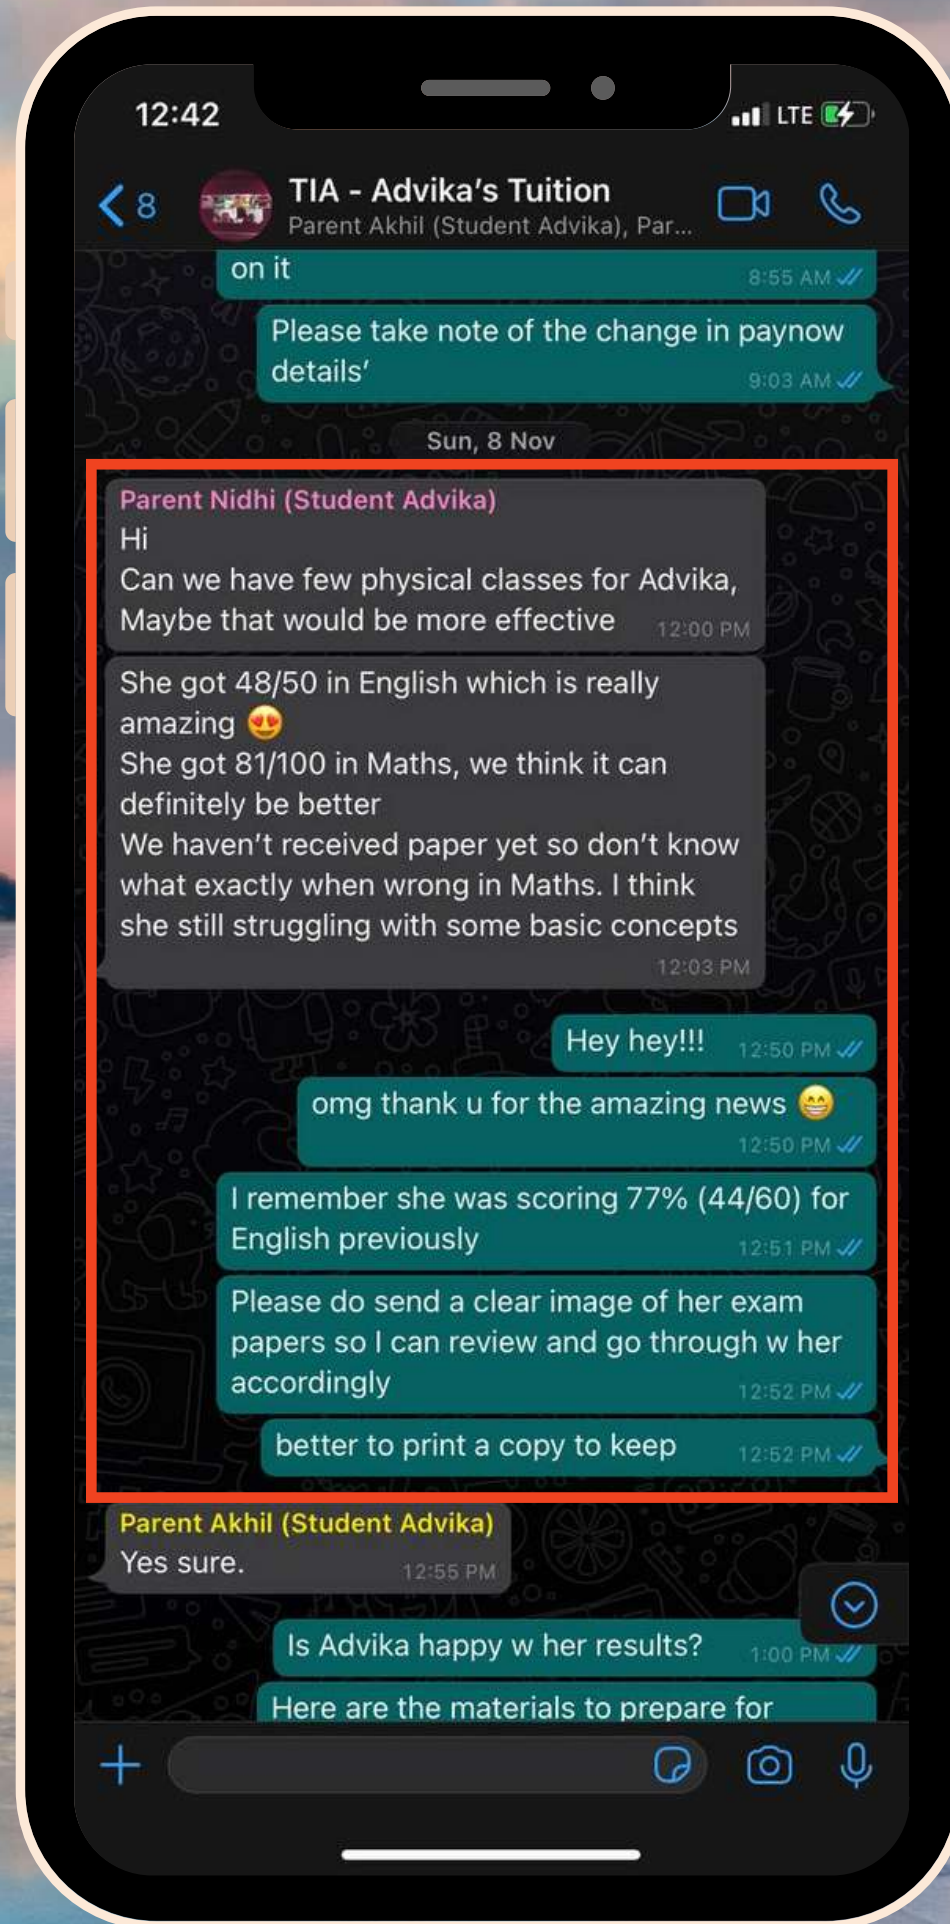 12:42
LTE
8
TIA - Advika's Tuition
Parent Akhil (Student Advika), Par...
on it
8:55 AM
Please take note of the change in paynow
details'
9:03 AM
Sun, 8 Nov
Parent Nidhi (Student Advika)
Hi
Can we have few physical classes for Advika,
Maybe that would be more effective
12:00 PM
She got 48/50 in English which is really
amazing 😍
She got 81/100 in Maths, we think it can
definitely be better
We haven't received paper yet so don't know
what exactly when wrong in Maths. I think
she still struggling with some basic concepts
12:03 PM
Hey hey!!! 12:50 PM
omg thank u for the amazing news 😁
12:50 PM
I remember she was scoring 77% (44/60) for
English previously 12:51 PM
Please do send a clear image of her exam
papers so I can review and go through w her
accordingly 12:52 PM
better to print a copy to keep 12:52 PM
Parent Akhil (Student Advika)
Yes sure. 12:55 PM
Is Advika happy w her results? 1:00 PM
Here are the materials to prepare for